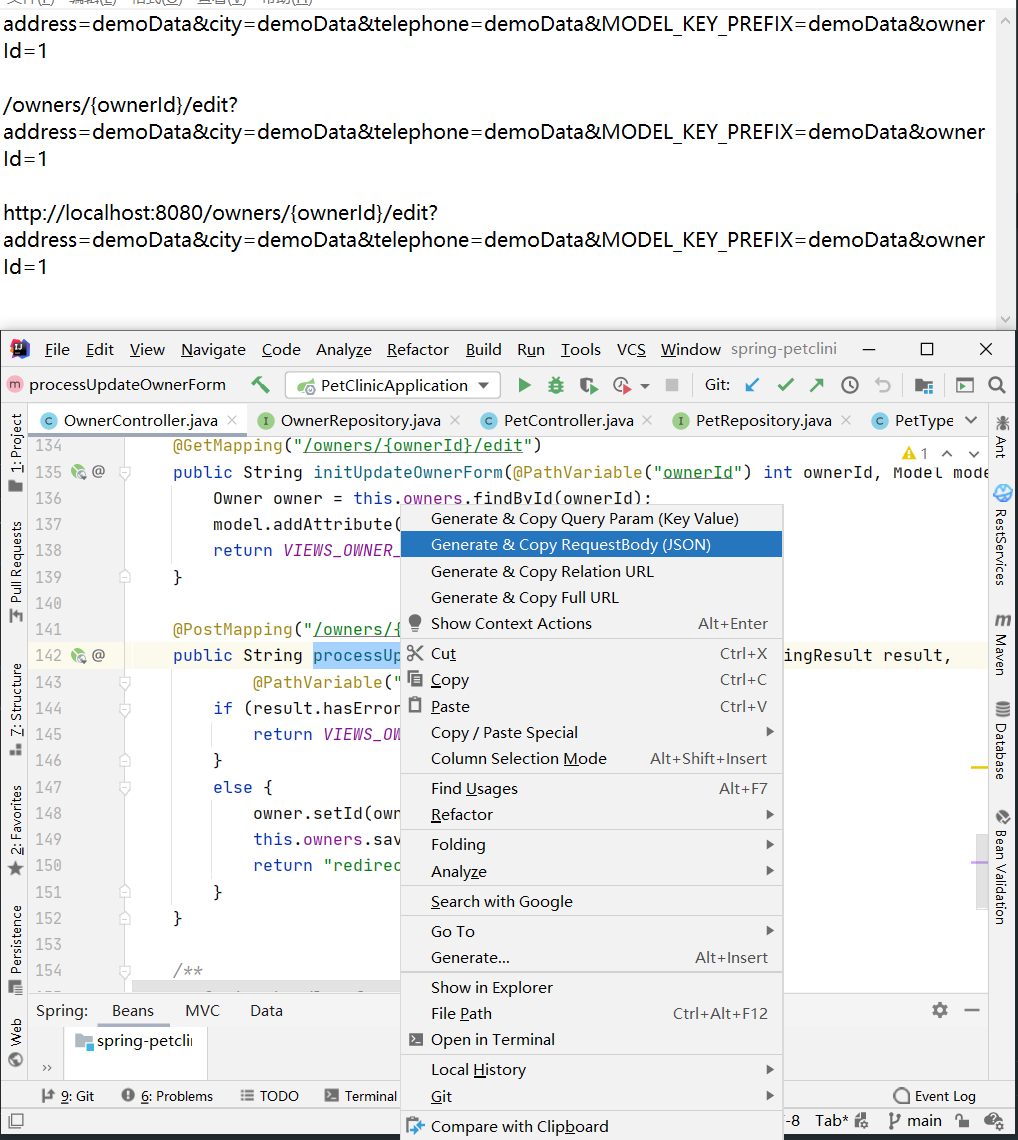 address=demoData&city=demoData&telephone=demoData&MODEL_KEY_PREFIX=demoData&owner
Id=1
/owners/{ownerId}/edit?
address=demoData&city=demoData&telephone=demoData&MODEL_KEY_PREFIX=demoData&owner
Id=1
http://localhost:8080/owners/{ownerId}/edit?
address=demoData&city=demoData&telephone=demoData&MODEL_KEY_PREFIX=demoData&owner
Id=1
File Edit View Navigate Code Analyze Refactor Build Run Tools VCS Window spring-petclini
m processUpdateOwnerForm PetClinicApplication Git:
C OwnerController.java I OwnerRepository.java C PetController.java I PetRepository.java C PetType
1: Project
Pull Requests
7: Structure
2: Favorites
Persistence
Web
134 @GetMapping("/owners/{ownerId}/edit")
1
135 @ public String initUpdateOwnerForm(@PathVariable("ownerId") int ownerId, Model mode
136 Owner owner = this.owners.findById(ownerId);
137 model.addAttribute(
138 return VIEWS_OWNER_
139 }
140
141 @PostMapping("/owners/{
142 @ public String processUp ingResult result,
143 @PathVariable("
144 if (result.hasError
145 return VIEWS_OW
146 }
147 else {
148 owner.setId(own
149 this.owners.sav
150 return "redirec
151 }
152 }
153
154 /**
Generate & Copy Query Param (Key Value)
Generate & Copy RequestBody (JSON)
Generate & Copy Relation URL
Generate & Copy Full URL
Show Context Actions Alt+Enter
Cut Ctrl+X
Copy Ctrl+C
Paste Ctrl+V
Copy / Paste Special
Column Selection Mode Alt+Shift+Insert
Find Usages Alt+F7
Refactor
Folding
Analyze
Search with Google
Go To
Generate... Alt+Insert
Show in Explorer
File Path Ctrl+Alt+F12
Open in Terminal
Local History
Git
Compare with Clipboard
Ant
RestServices
m Maven
Database
Bean Validation
Spring: Beans MVC Data
spring-petclini
»
9: Git 6: Problems TODO Terminal Event Log
-8 Tab* main